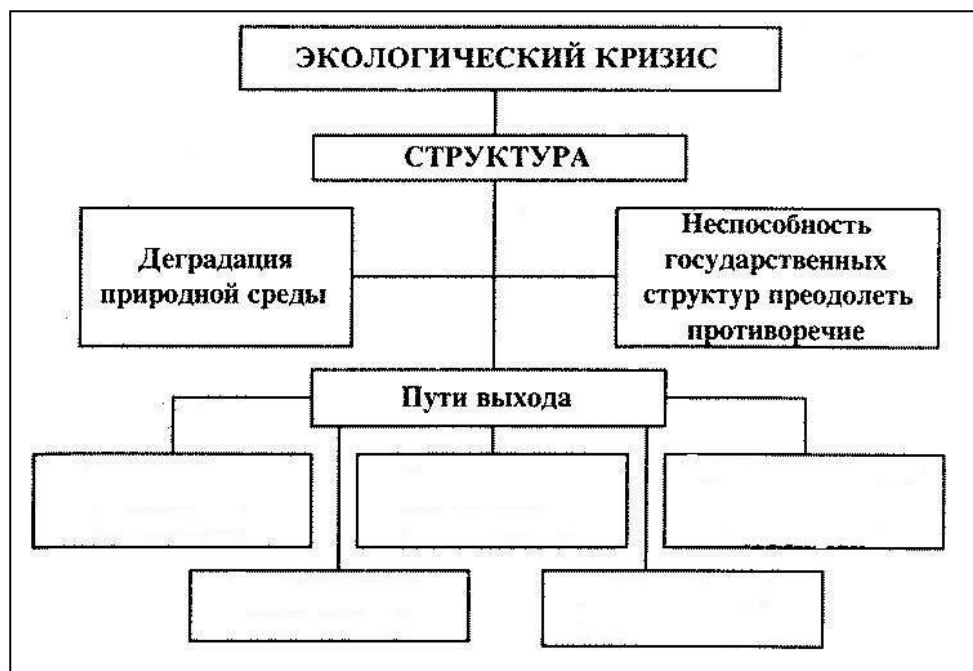 ЭКОЛОГИЧЕСКИЙ КРИЗИС
СТРУКТУРА
Деградация
природной среды
Неспособность
государственных
структур преодолеть
противоречие
Пути выхода